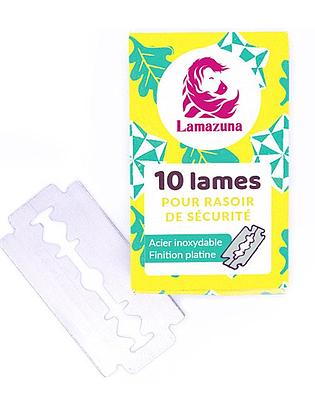 Lamazuna
10 lames
POUR RASOIR
DE SÉCURITÉ
Acier inoxydable
Finition platine